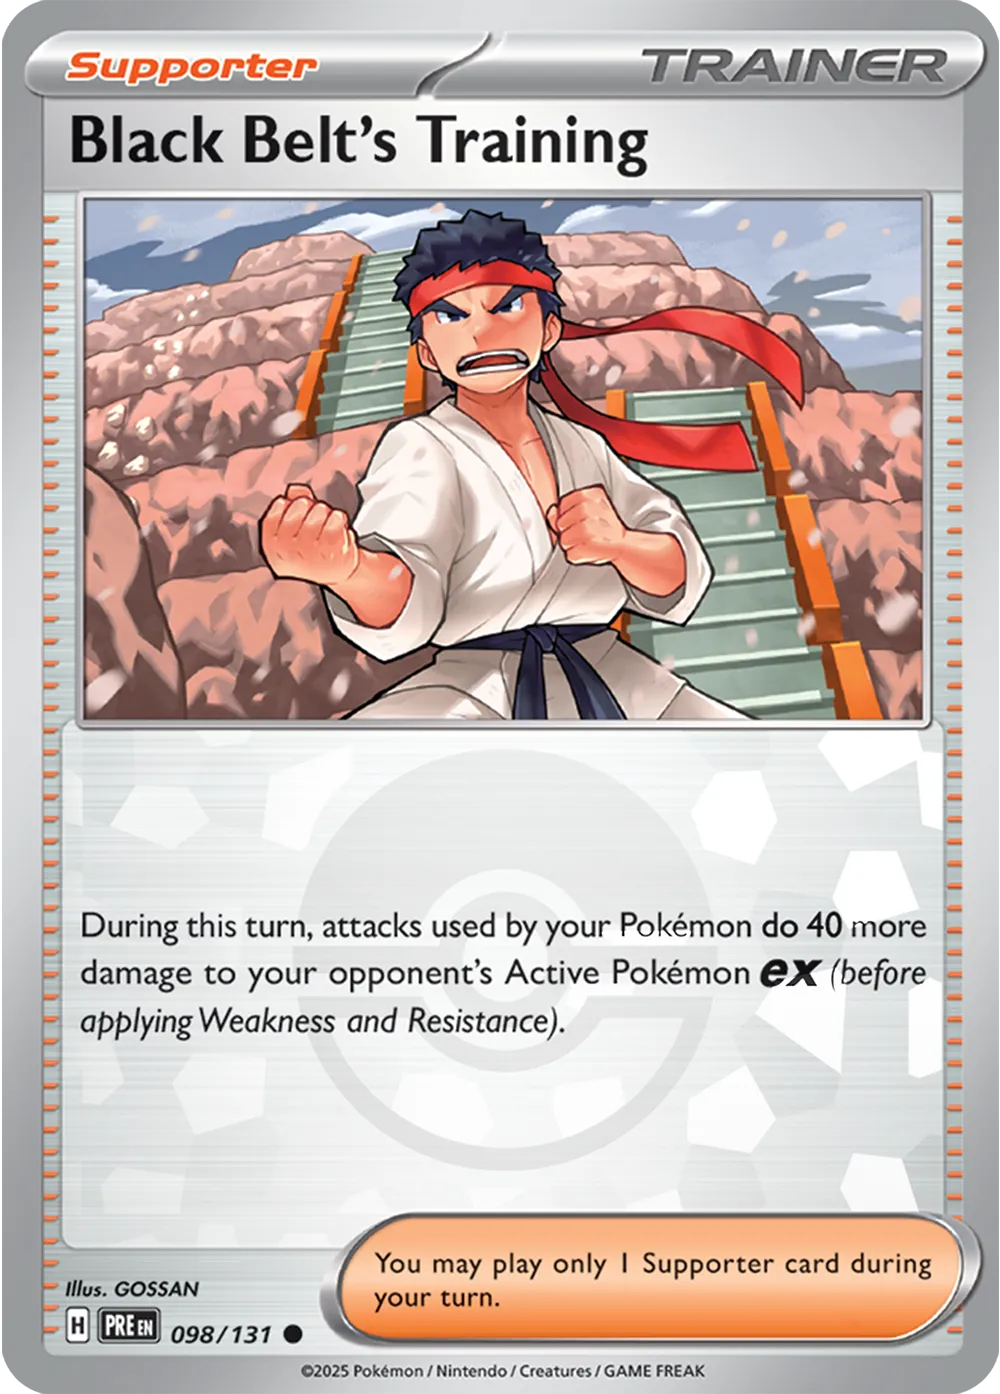 Supporter TRAINER
Black Belt's Training
During this turn, attacks used by your Pokémon do 40 more
damage to your opponent's Active Pokémon ex (before
applying Weakness and Resistance).
You may play only 1 Supporter card during
your turn.
Illus. GOSSAN
H PRE EN 098/131
©2025 Pokémon / Nintendo / Creatures / GAME FREAK